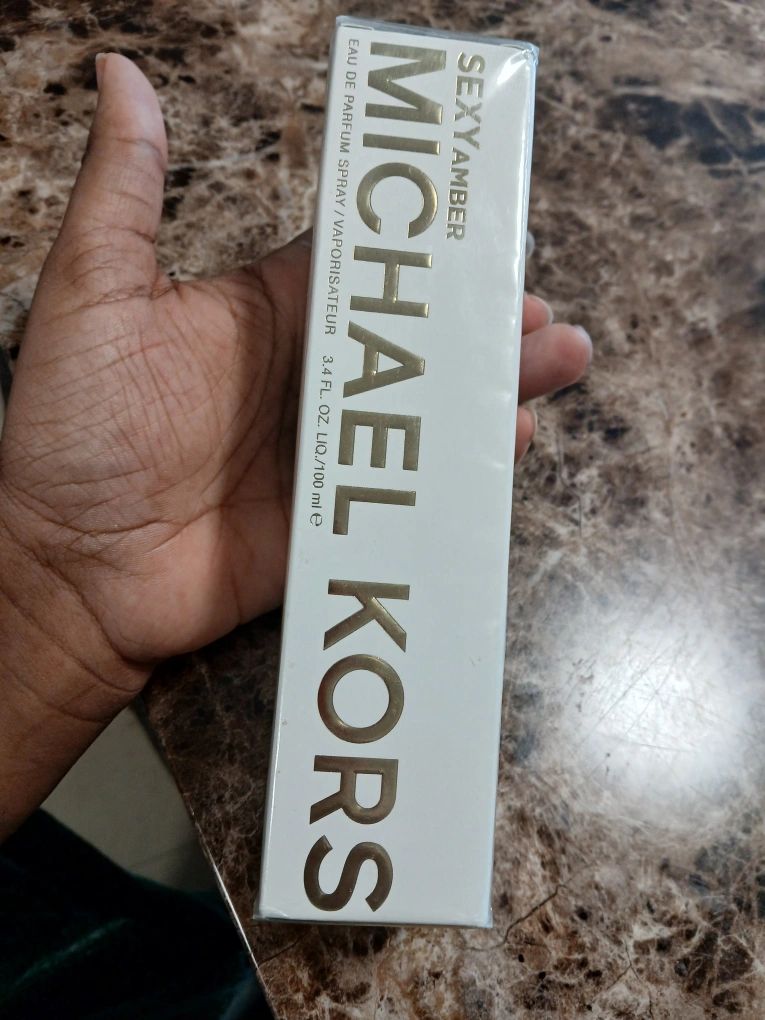 SEXY AMBER
MICHAEL KORS
EAU DE PARFUM SPRAY / VAPORISATEUR 3.4 FL. OZ. LIQ./100 ml ℮